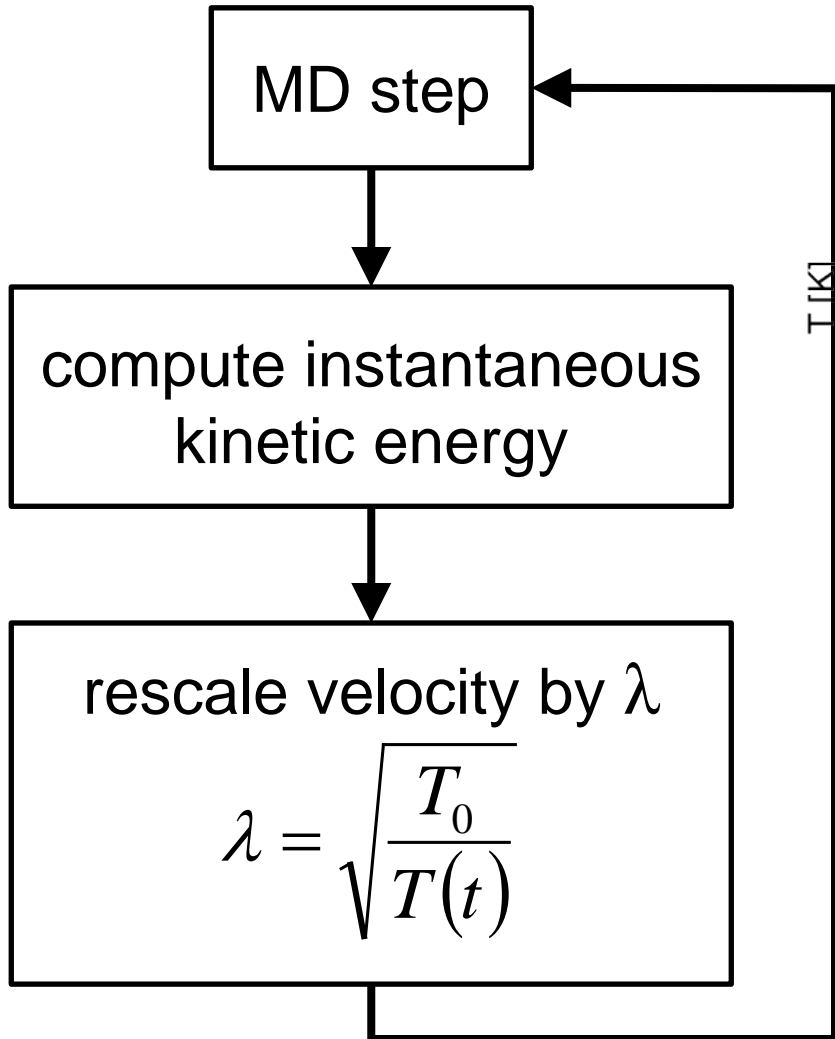 MD step
T [K]
compute instantaneous
kinetic energy
rescale velocity by λ
λ = √(T₀ / T(t))